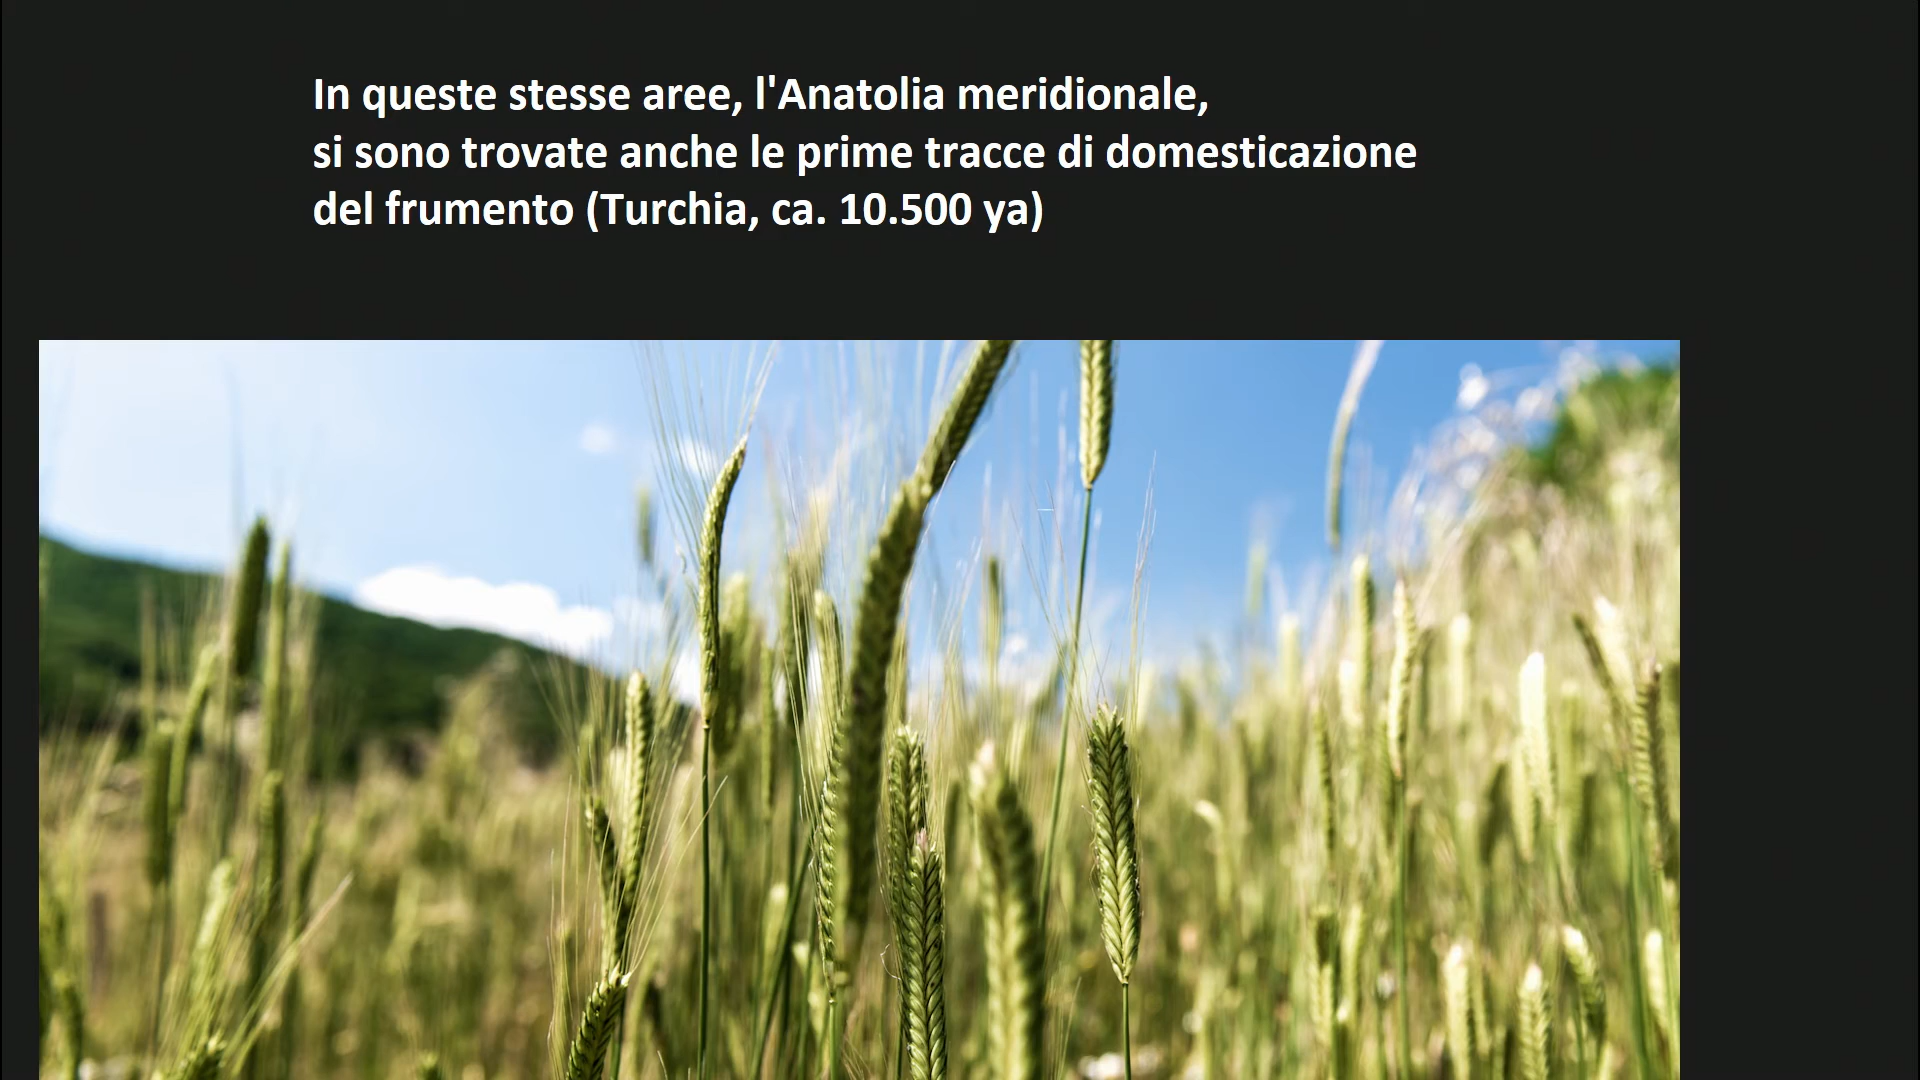 In queste stesse aree, l'Anatolia meridionale,
si sono trovate anche le prime tracce di domesticazione
del frumento (Turchia, ca. 10.500 ya)